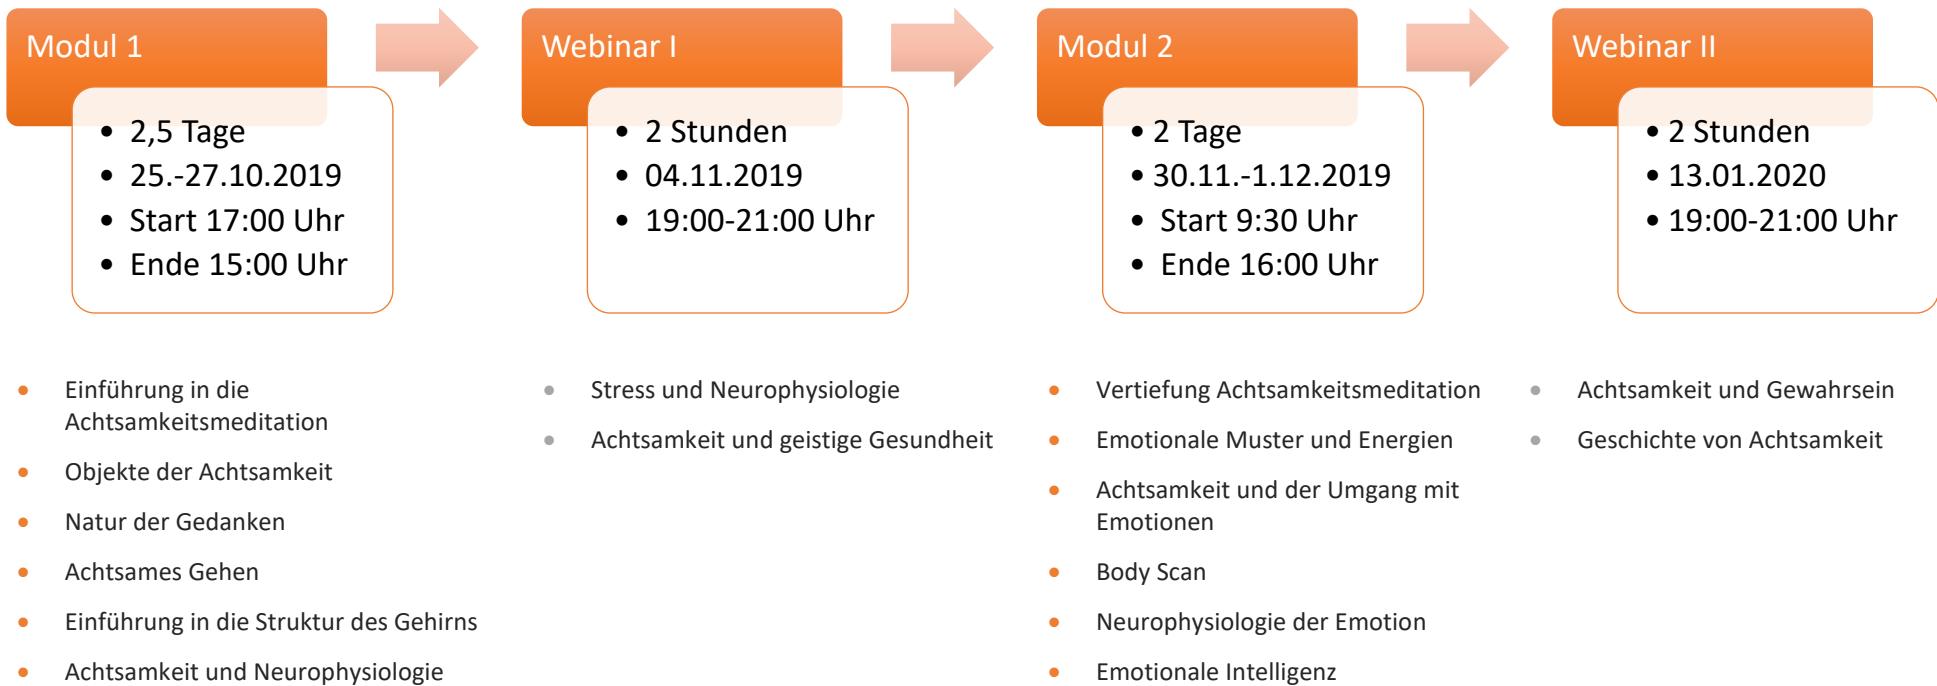 Modul 1
• 2,5 Tage
• 25.-27.10.2019
• Start 17:00 Uhr
• Ende 15:00 Uhr
• Einführung in die
Achtsamkeitsmeditation
• Objekte der Achtsamkeit
• Natur der Gedanken
• Achtsames Gehen
• Einführung in die Struktur des Gehirns
• Achtsamkeit und Neurophysiologie
Webinar I
• 2 Stunden
• 04.11.2019
• 19:00-21:00 Uhr
• Stress und Neurophysiologie
• Achtsamkeit und geistige Gesundheit
Modul 2
• 2 Tage
• 30.11.-1.12.2019
• Start 9:30 Uhr
• Ende 16:00 Uhr
• Vertiefung Achtsamkeitsmeditation
• Emotionale Muster und Energien
• Achtsamkeit und der Umgang mit
Emotionen
• Body Scan
• Neurophysiologie der Emotion
• Emotionale Intelligenz
Webinar II
• 2 Stunden
• 13.01.2020
• 19:00-21:00 Uhr
• Achtsamkeit und Gewahrsein
• Geschichte von Achtsamkeit